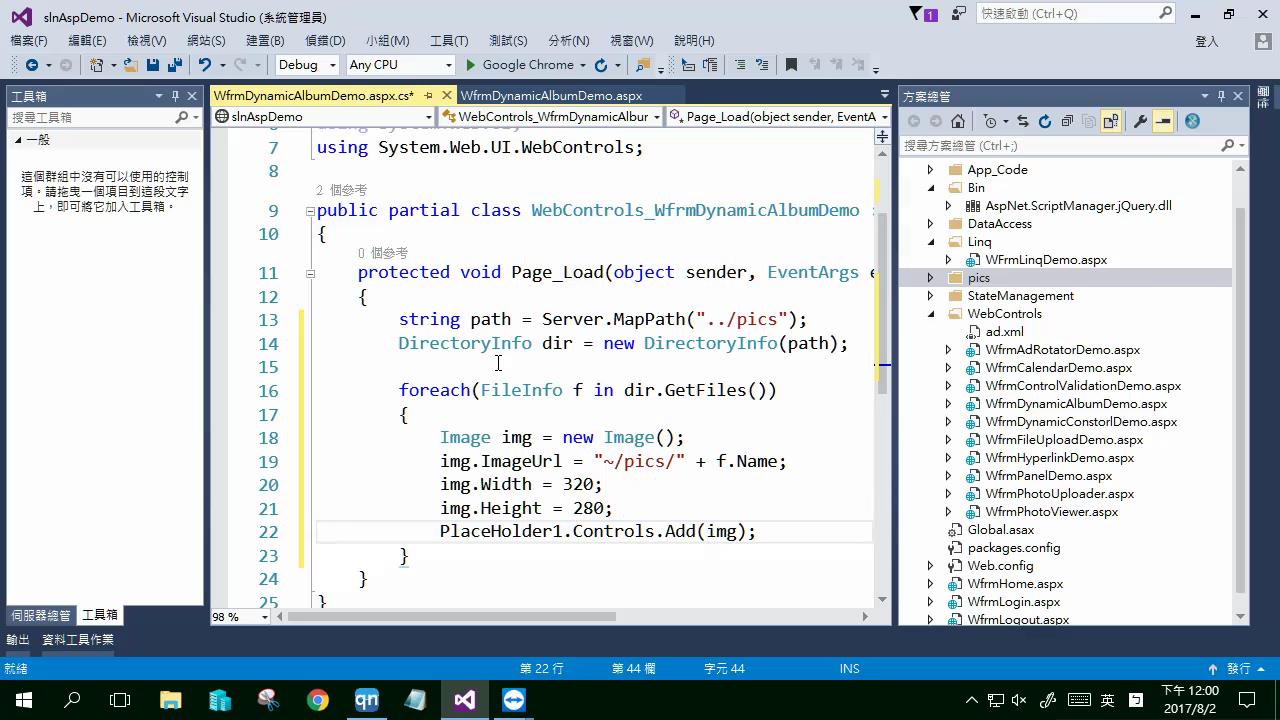 slnAspDemo - Microsoft Visual Studio (系統管理員)
1
快速啟動 (Ctrl+Q)
檔案(F) 編輯(E) 檢視(V) 網站(S) 建置(B) 偵錯(D) 小組(M) 工具(T) 測試(S) 分析(N) 視窗(W) 說明(H)
登入
Debug Any CPU Google Chrome
工具箱
搜尋工具箱
一般
這個群組中沒有可以使用的控制
項。請拖曳一個項目到這段文字
上，即可將它加入工具箱。
伺服器總管 工具箱
WfrmDynamicAlbumDemo.aspx.cs* WfrmDynamicAlbumDemo.aspx
slnAspDemo WebControls_WfrmDynamicAlbur Page_Load(object sender, EventA
7 using System.Web.UI.WebControls;
8
2 個參考
9 public partial class WebControls_WfrmDynamicAlbumDemo :
10 {
0 個參考
11 protected void Page_Load(object sender, EventArgs e
12 {
13 string path = Server.MapPath("../pics");
14 DirectoryInfo dir = new DirectoryInfo(path);
15
16 foreach(FileInfo f in dir.GetFiles())
17 {
18 Image img = new Image();
19 img.ImageUrl = "~/pics/" + f.Name;
20 img.Width = 320;
21 img.Height = 280;
22 PlaceHolder1.Controls.Add(img);
23 }
24 }
25 }
98 %
方案總管
搜尋方案總管 (Ctrl+;)
App_Code
Bin
AspNet.ScriptManager.jQuery.dll
DataAccess
Linq
WFrmLinqDemo.aspx
pics
StateManagement
WebControls
ad.xml
WfrmAdRotatorDemo.aspx
WfrmCalendarDemo.aspx
WfrmControlValidationDemo.aspx
WfrmDynamicAlbumDemo.aspx
WfrmDynamicConstorlDemo.aspx
WfrmFileUploadDemo.aspx
WfrmHyperlinkDemo.aspx
WfrmPanelDemo.aspx
WfrmPhotoUploader.aspx
WfrmPhotoViewer.aspx
Global.asax
packages.config
Web.config
WfrmHome.aspx
WfrmLogin.aspx
WfrmLogout.aspx
輸出 資料工具作業
就緒 第 22 行 第 44 欄 字元 44 INS 發行
qn
英
下午 12:00
2017/8/2